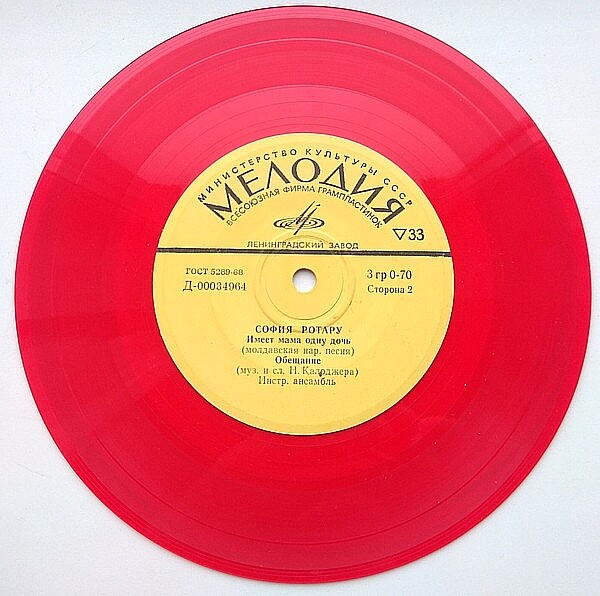 МИНИСТЕРСТВО КУЛЬТУРЫ СССР
МЕЛОДИЯ
ВСЕСОЮЗНАЯ ФИРМА ГРАМПЛАСТИНОК
▽33
ЛЕНИНГРАДСКИЙ ЗАВОД
ГОСТ 5289-68
3 гр 0-70
Д-00034964
Сторона 2
СОФИЯ РОТАРУ
Имеет мама одну дочь
(молдавская нар. песня)
Обещание
(муз. и сл. Н. Карджера)
Инстр. ансамбль